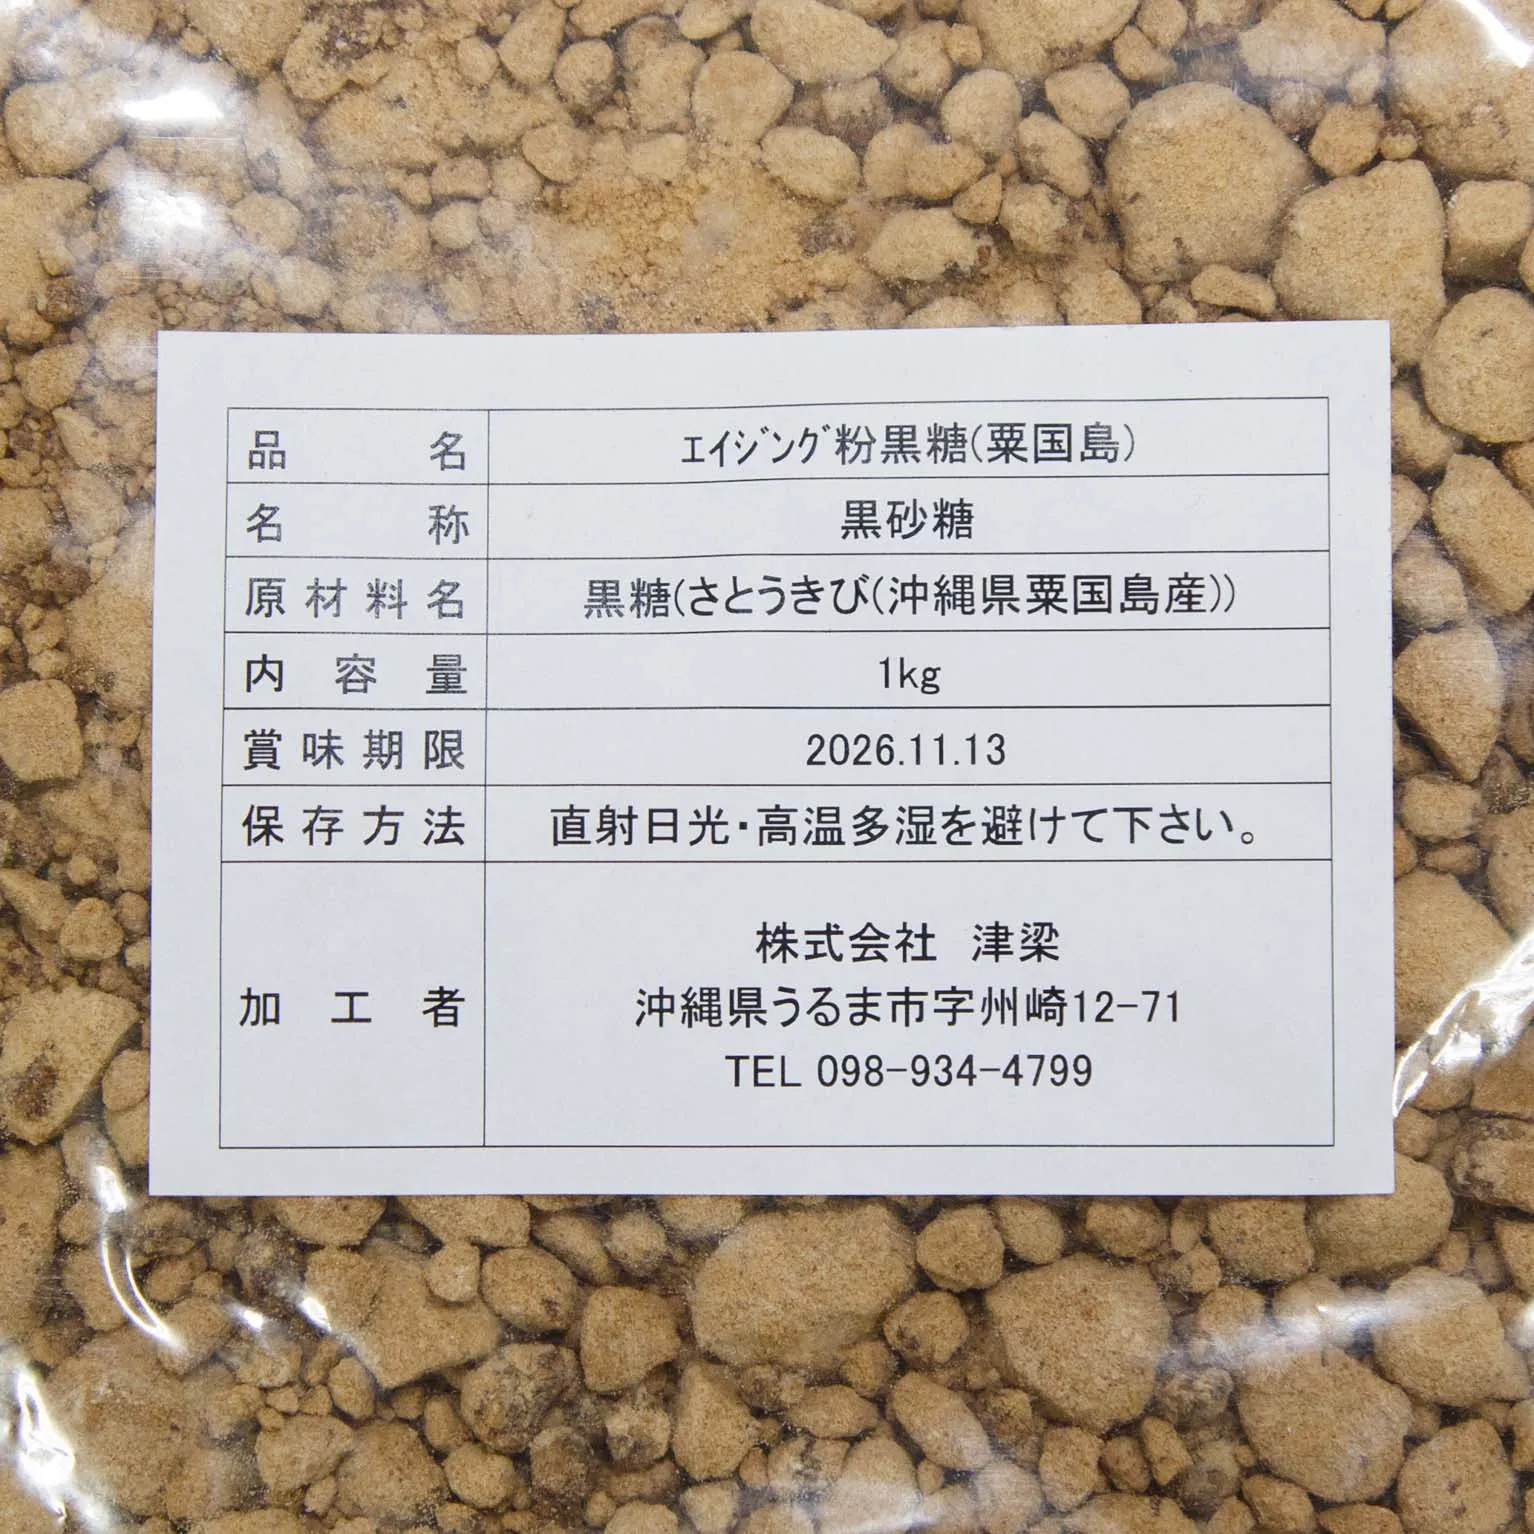 品名 ｴｲｼﾞﾝｸﾞ粉黒糖(粟国島)
名称 黒砂糖
原材料名 黒糖(さとうきび(沖縄県粟国島産))
内容量 1kg
賞味期限 2026.11.13
保存方法 直射日光・高温多湿を避けて下さい。
加工者
株式会社 津梁
沖縄県うるま市字州崎12-71
TEL 098-934-4799